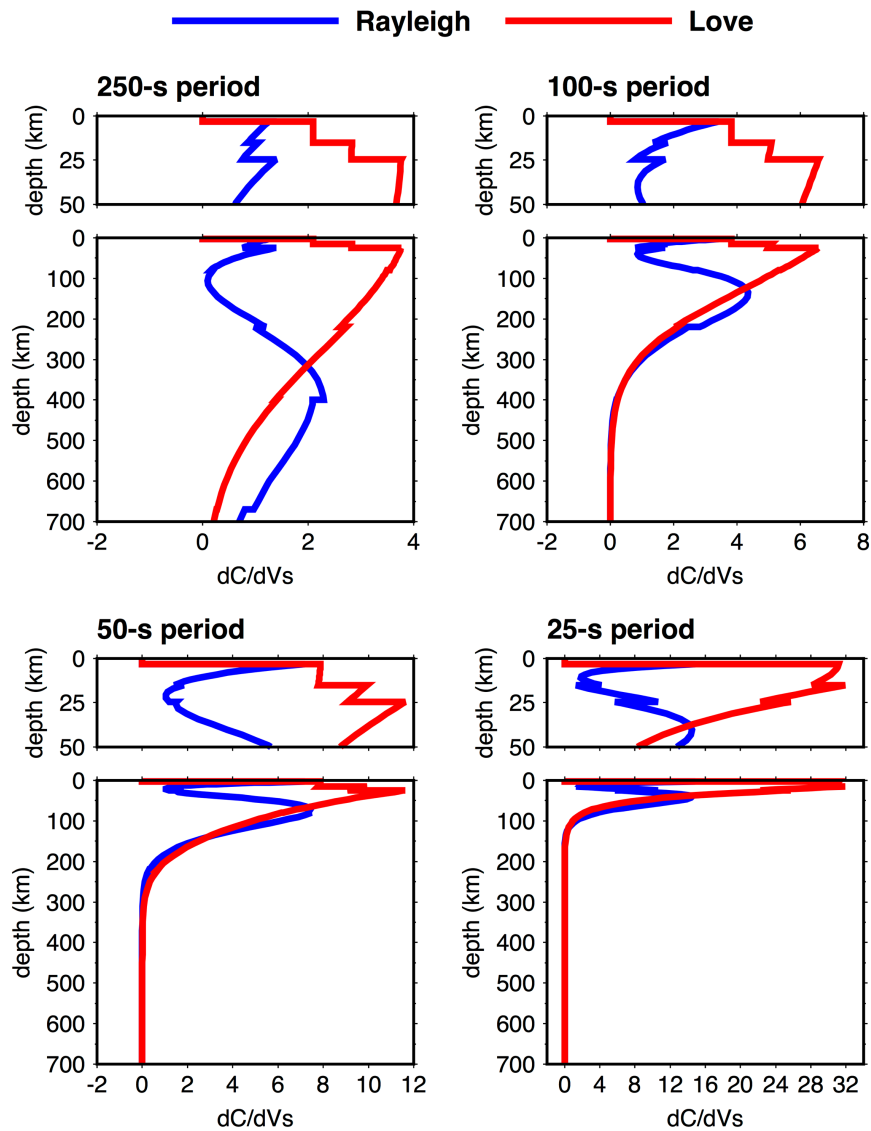 Rayleigh Love
250-s period
depth (km)
0
25
50
depth (km)
0
100
200
300
400
500
600
700
-2 0 2 4
dC/dVs
100-s period
depth (km)
0
25
50
depth (km)
0
100
200
300
400
500
600
700
-2 0 2 4 6 8
dC/dVs
50-s period
depth (km)
0
25
50
depth (km)
0
100
200
300
400
500
600
700
-2 0 2 4 6 8 10 12
dC/dVs
25-s period
depth (km)
0
25
50
depth (km)
0
100
200
300
400
500
600
700
0 4 8 12 16 20 24 28 32
dC/dVs